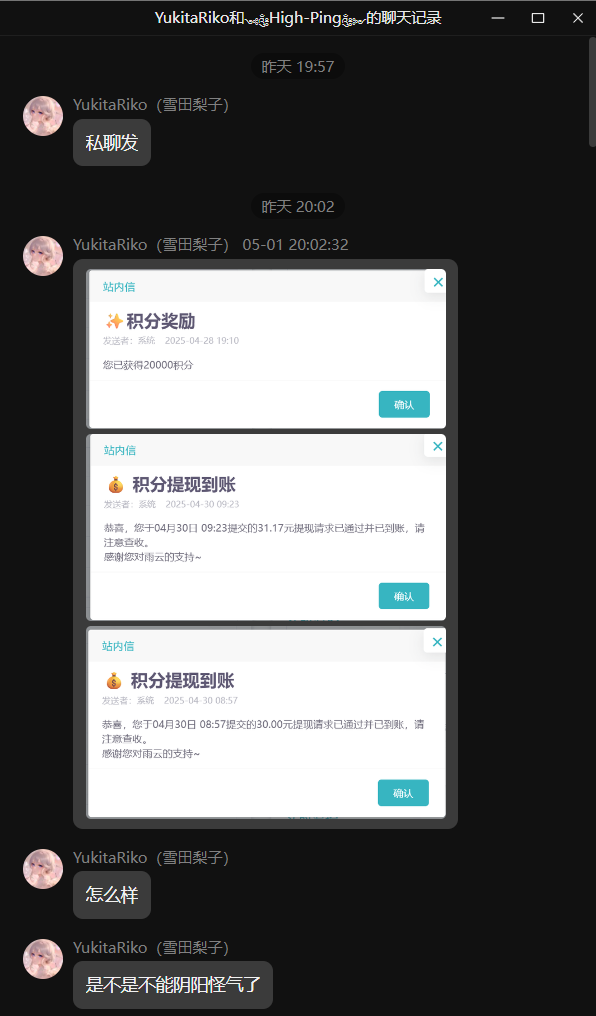 YukitaRiko和High-Ping的聊天记录
昨天 19:57
YukitaRiko（雪田梨子）
私聊发
昨天 20:02
YukitaRiko（雪田梨子） 05-01 20:02:32
站内信
✨积分奖励
发送者：系统 2025-04-28 19:10
您已获得20000积分
确认
站内信
💰 积分提现到账
发送者：系统 2025-04-30 09:23
恭喜，您于04月30日 09:23提交的31.17元提现请求已通过并已到账，请
注意查收。
感谢您对雨云的支持~
确认
站内信
💰 积分提现到账
发送者：系统 2025-04-30 08:57
恭喜，您于04月30日 08:57提交的30.00元提现请求已通过并已到账，请
注意查收。
感谢您对雨云的支持~
确认
YukitaRiko（雪田梨子）
怎么样
YukitaRiko（雪田梨子）
是不是不能阴阳怪气了